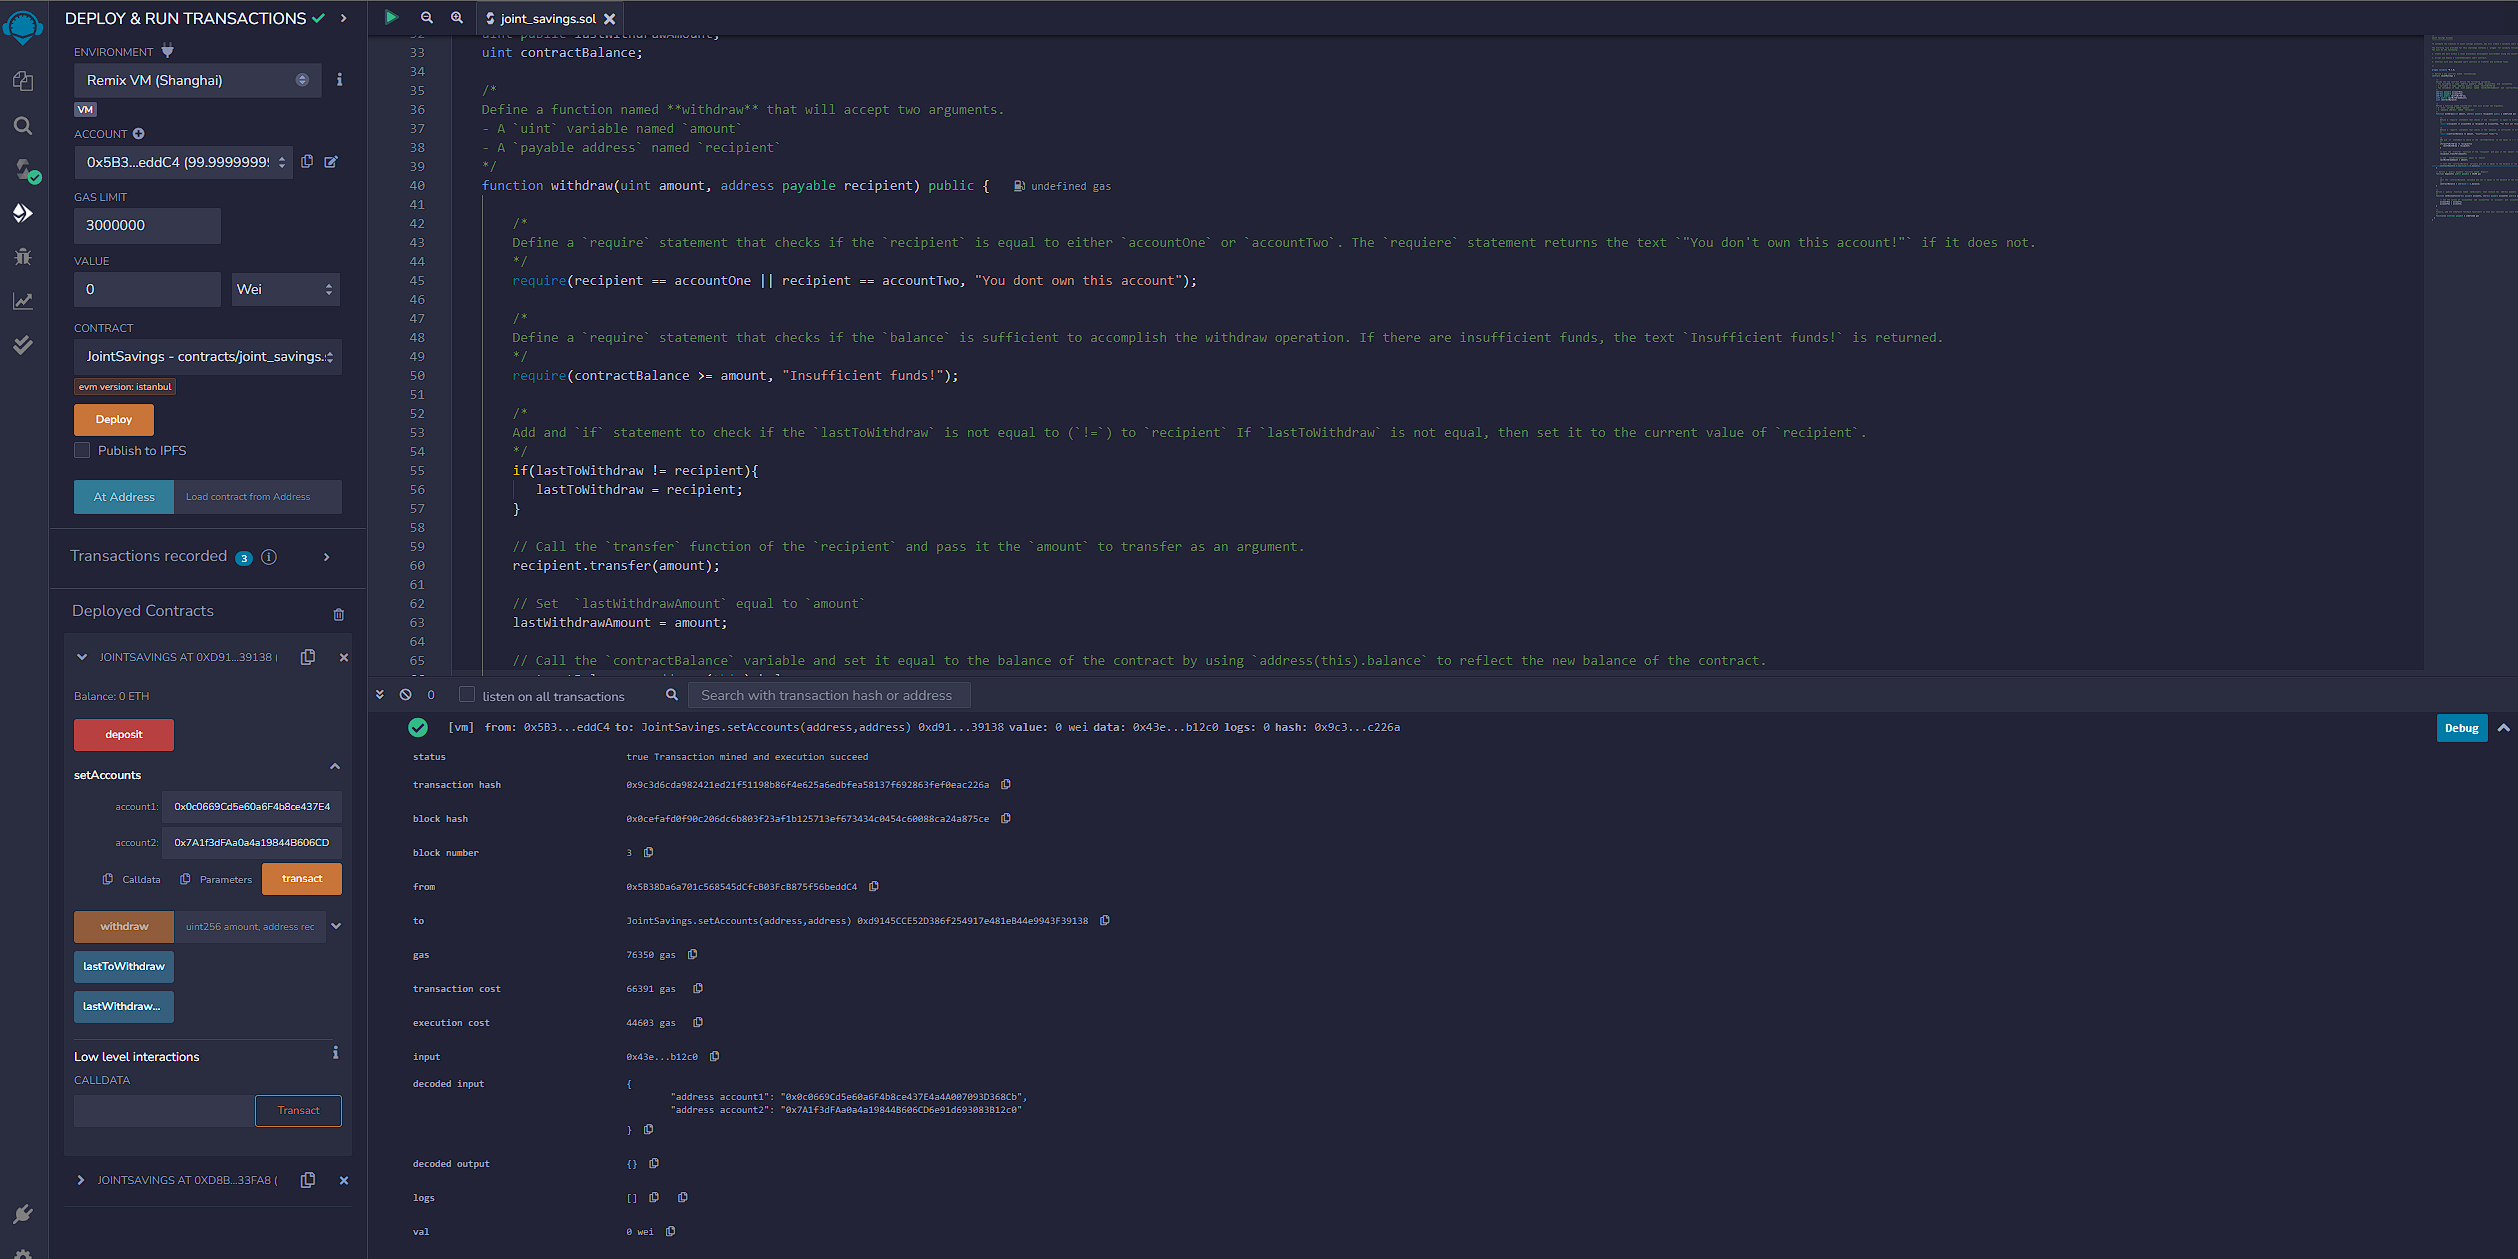 DEPLOY & RUN TRANSACTIONS
ENVIRONMENT
Remix VM (Shanghai)
VM
ACCOUNT
0x5B3...eddC4 (99.9999999
GAS LIMIT
3000000
VALUE
0
Wei
CONTRACT
JointSavings - contracts/joint_savings.
evm version: istanbul
Deploy
Publish to IPFS
At Address
Load contract from Address
Transactions recorded 3
Deployed Contracts
JOINTSAVINGS AT 0XD91...39138 (
Balance: 0 ETH
deposit
setAccounts
account1: 0x0c0669Cd5e60a6F4b8ce437E4
account2: 0x7A1f3dFAa0a4a19844B606CD
Calldata
Parameters
transact
withdraw
uint256 amount, address rec
lastToWithdraw
lastWithdraw...
Low level interactions
CALLDATA
Transact
JOINTSAVINGS AT 0XD8B...33FA8 (
joint_savings.sol
33 uint contractBalance;
34
35 /*
36 Define a function named **withdraw** that will accept two arguments.
37 - A `uint` variable named `amount`
38 - A `payable address` named `recipient`
39 */
40 function withdraw(uint amount, address payable recipient) public { undefined gas
41
42 /*
43 Define a `require` statement that checks if the `recipient` is equal to either `accountOne` or `accountTwo`. The `requiere` statement returns the text `"You don't own this account!"` if it does not.
44 */
45 require(recipient == accountOne || recipient == accountTwo, "You dont own this account");
46
47 /*
48 Define a `require` statement that checks if the `balance` is sufficient to accomplish the withdraw operation. If there are insufficient funds, the text `Insufficient funds!` is returned.
49 */
50 require(contractBalance >= amount, "Insufficient funds!");
51
52 /*
53 Add and `if` statement to check if the `lastToWithdraw` is not equal to (`!=`) to `recipient` If `lastToWithdraw` is not equal, then set it to the current value of `recipient`.
54 */
55 if(lastToWithdraw != recipient){
56 lastToWithdraw = recipient;
57 }
58
59 // Call the `transfer` function of the `recipient` and pass it the `amount` to transfer as an argument.
60 recipient.transfer(amount);
61
62 // Set  `lastWithdrawAmount` equal to `amount`
63 lastWithdrawAmount = amount;
64
65 // Call the `contractBalance` variable and set it equal to the balance of the contract by using `address(this).balance` to reflect the new balance of the contract.
0
listen on all transactions
Search with transaction hash or address
[vm] from: 0x5B3...eddC4 to: JointSavings.setAccounts(address,address) 0xd91...39138 value: 0 wei data: 0x43e...b12c0 logs: 0 hash: 0x9c3...c226a
Debug
status true Transaction mined and execution succeed
transaction hash 0x9c3d6cda982421ed21f51198b86f4e625a6edbfea58137f692863fef0eac226a
block hash 0x0cefafd0f90c206dc6b803f23af1b125713ef673434c0454c60088ca24a875ce
block number 3
from 0x5B38Da6a701c568545dCfcB03FcB875f56beddC4
to JointSavings.setAccounts(address,address) 0xd9145CCE52D386f254917e481eB44e9943F39138
gas 76350 gas
transaction cost 66391 gas
execution cost 44603 gas
input 0x43e...b12c0
decoded input {
"address account1": "0x0c0669Cd5e60a6F4b8ce437E4a4A007093D368Cb",
"address account2": "0x7A1f3dFAa0a4a19844B606CD6e91d693083B12c0"
}
decoded output {}
logs []
val 0 wei